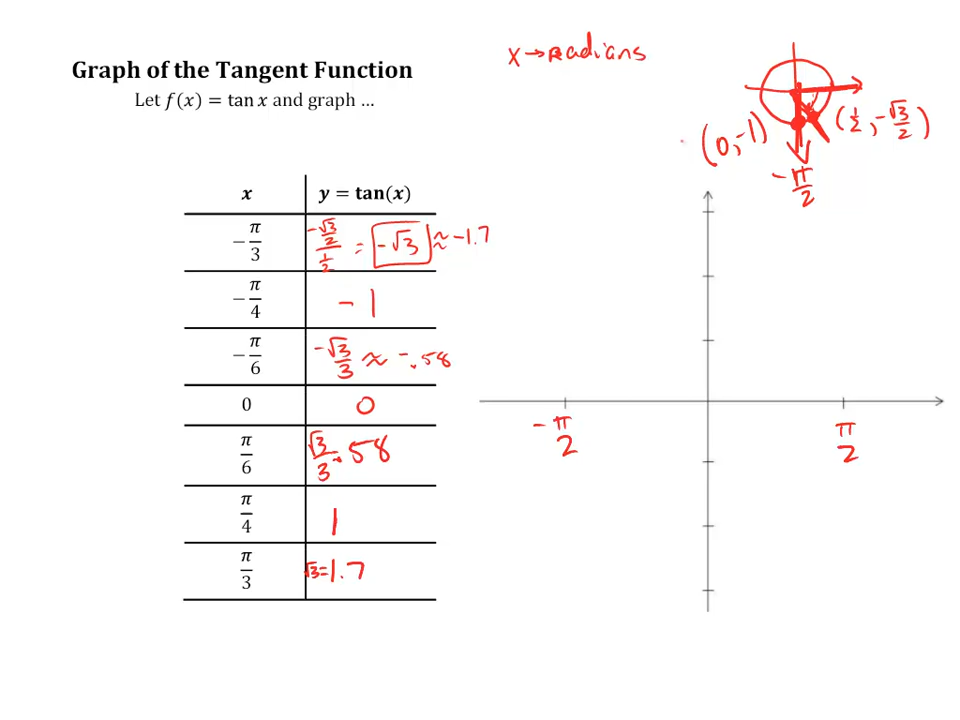 Graph of the Tangent Function
Let f(x) = tan x and graph …
x → Radians
(0, -1)
(1/2, -√3/2)
-π/2
x y = tan(x)
-π/3 (-√3/2)/(1/2) = -√3 ≈ -1.7
-π/4 -1
-π/6 -√3/3 ≈ -.58
0 0
π/6 √3/3 .58
π/4 1
π/3 √3=1.7
-π/2
π/2